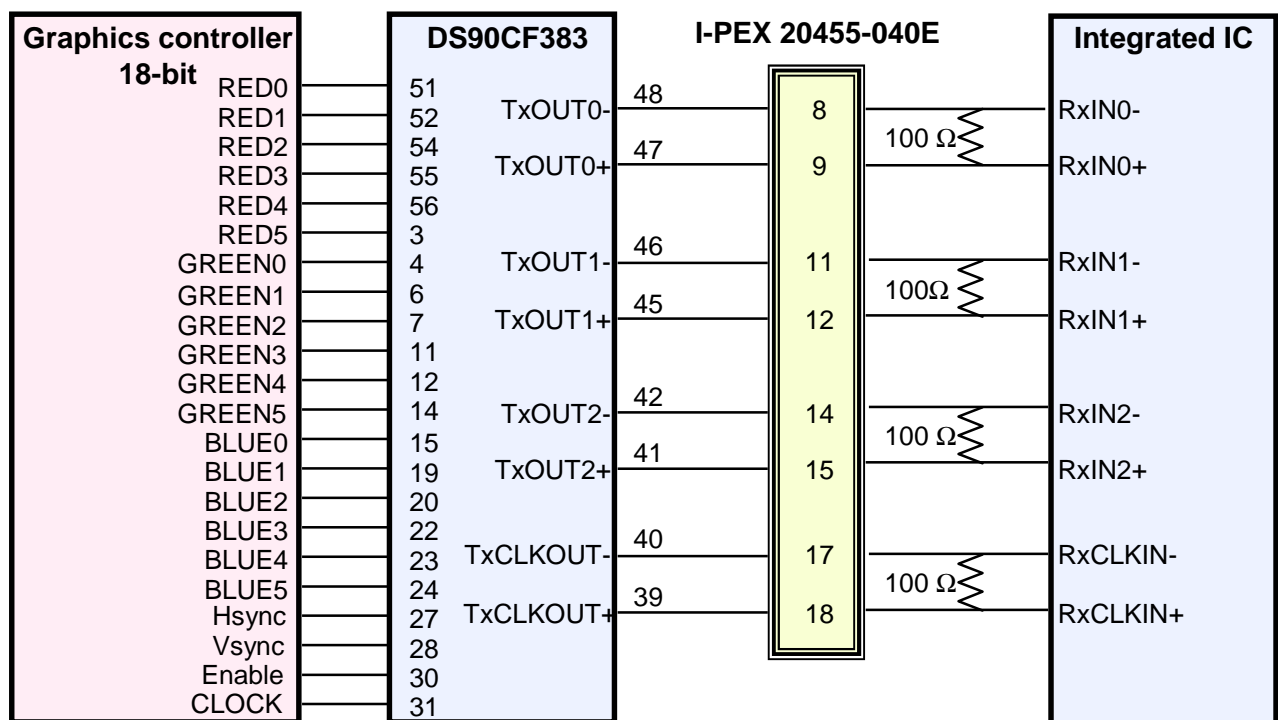 Graphics controller
18-bit
RED0
RED1
RED2
RED3
RED4
RED5
GREEN0
GREEN1
GREEN2
GREEN3
GREEN4
GREEN5
BLUE0
BLUE1
BLUE2
BLUE3
BLUE4
BLUE5
Hsync
Vsync
Enable
CLOCK
DS90CF383
51
52
54
55
56
3
4
6
7
11
12
14
15
19
20
22
23
24
27
28
30
31
TxOUT0-
TxOUT0+
TxOUT1-
TxOUT1+
TxOUT2-
TxOUT2+
TxCLKOUT-
TxCLKOUT+
48
47
46
45
42
41
40
39
I-PEX 20455-040E
8
9
11
12
14
15
17
18
100 Ω
100Ω
100 Ω
100 Ω
Integrated IC
RxIN0-
RxIN0+
RxIN1-
RxIN1+
RxIN2-
RxIN2+
RxCLKIN-
RxCLKIN+